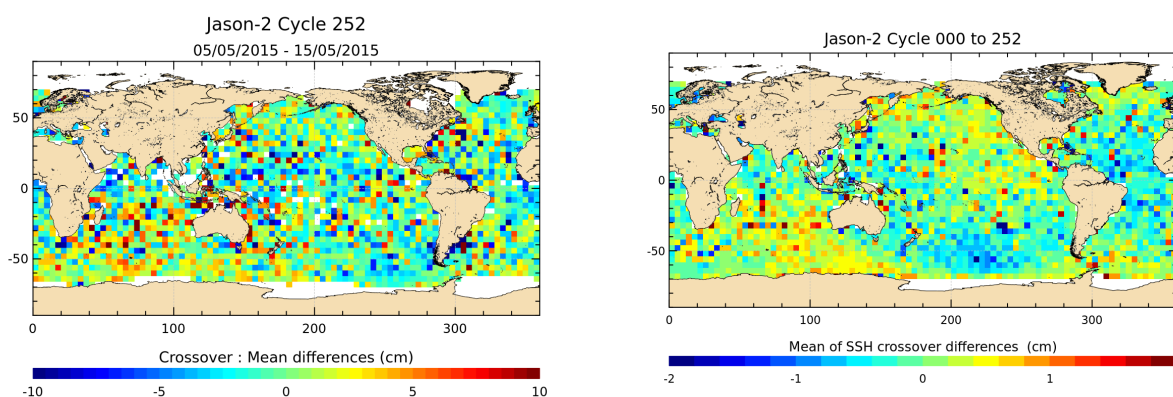 Jason-2 Cycle 252
05/05/2015 - 15/05/2015
50
0
-50
0 100 200 300
Crossover : Mean differences (cm)
-10 -5 0 5 10
Jason-2 Cycle 000 to 252
50
0
-50
0 100 200 300
Mean of SSH crossover differences (cm)
-2 -1 0 1